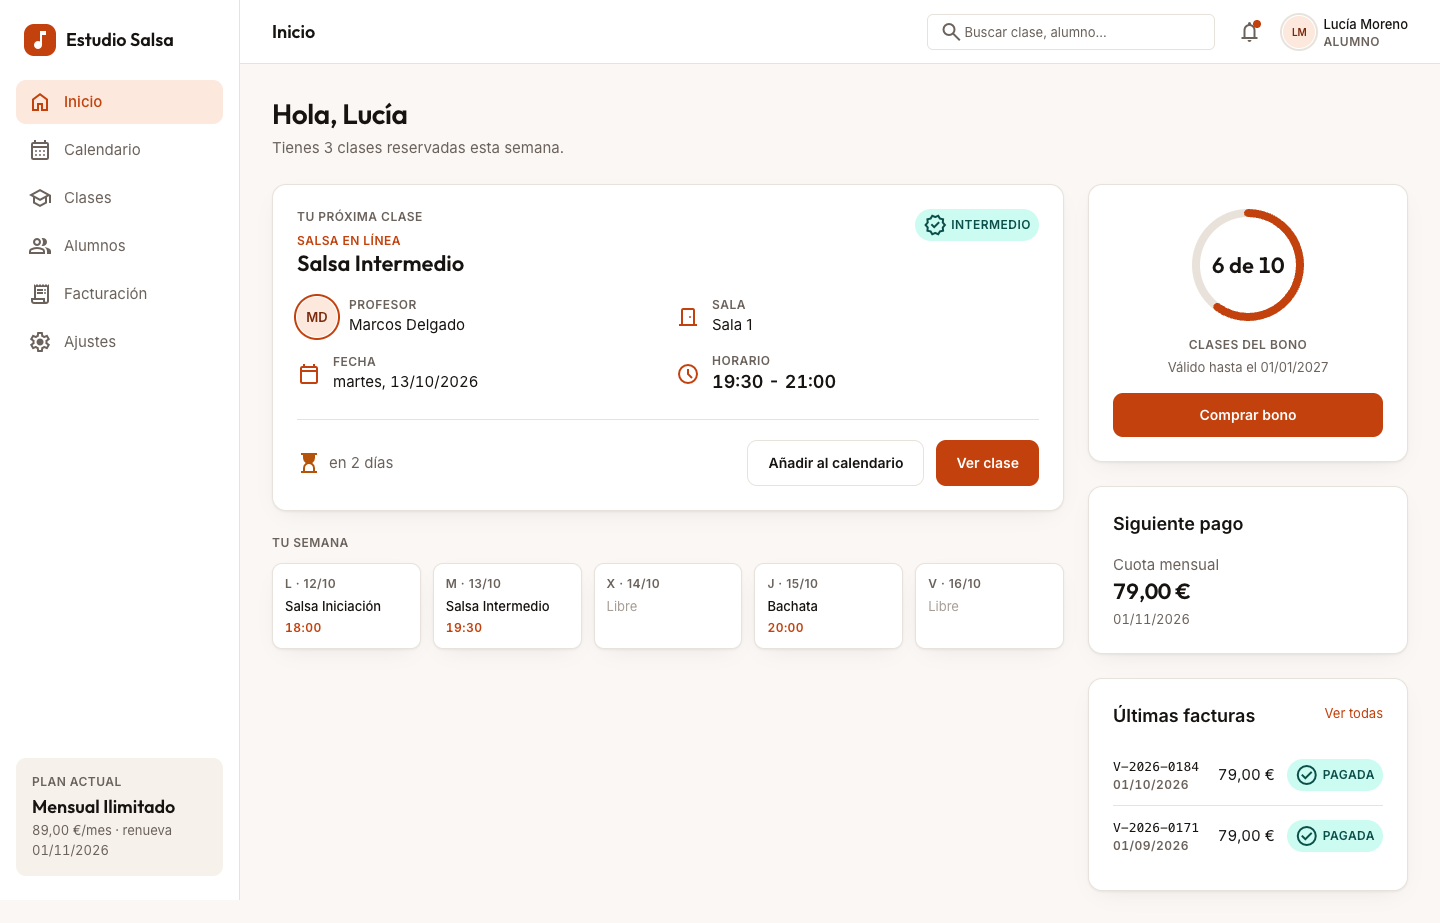 Estudio Salsa
Inicio
Calendario
Clases
Alumnos
Facturación
Ajustes
PLAN ACTUAL
Mensual Ilimitado
89,00 €/mes · renueva
01/11/2026
Inicio
Buscar clase, alumno...
LM
Lucía Moreno
ALUMNO
Hola, Lucía
Tienes 3 clases reservadas esta semana.
TU PRÓXIMA CLASE
SALSA EN LÍNEA
Salsa Intermedio
INTERMEDIO
MD
PROFESOR
Marcos Delgado
SALA
Sala 1
FECHA
martes, 13/10/2026
HORARIO
19:30 - 21:00
en 2 días
Añadir al calendario
Ver clase
TU SEMANA
L · 12/10
Salsa Iniciación
18:00
M · 13/10
Salsa Intermedio
19:30
X · 14/10
Libre
J · 15/10
Bachata
20:00
V · 16/10
Libre
6 de 10
CLASES DEL BONO
Válido hasta el 01/01/2027
Comprar bono
Siguiente pago
Cuota mensual
79,00 €
01/11/2026
Últimas facturas
Ver todas
V-2026-0184
01/10/2026
79,00 €
PAGADA
V-2026-0171
01/09/2026
79,00 €
PAGADA